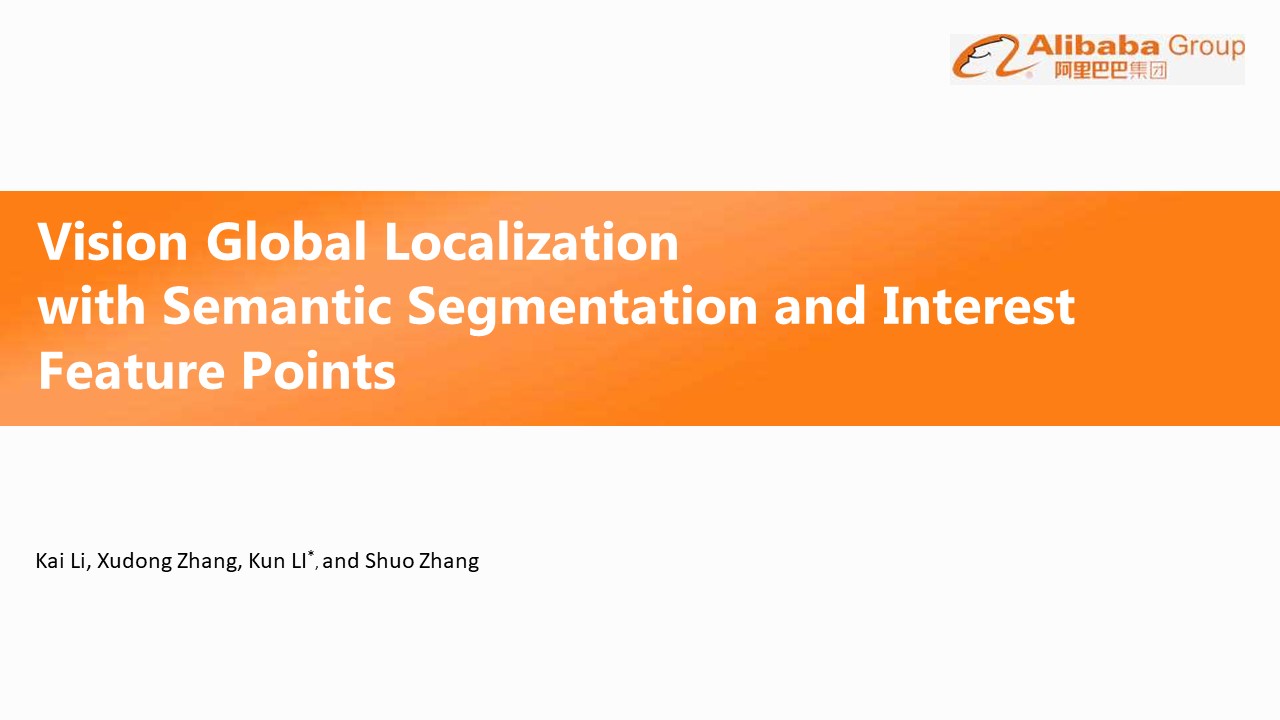 Alibaba Group
阿里巴巴集团
Vision Global Localization
with Semantic Segmentation and Interest
Feature Points
Kai Li, Xudong Zhang, Kun LI*, and Shuo Zhang